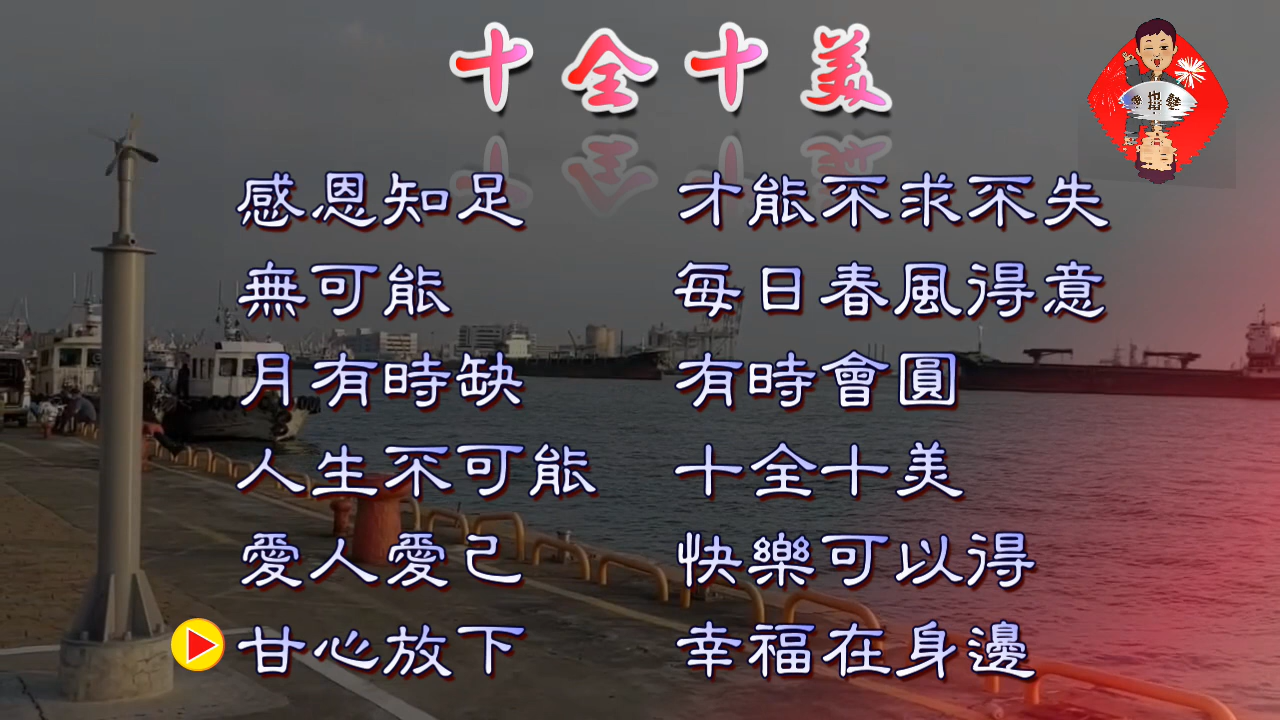 十全十美
感恩知足 才能不求不失
無可能 每日春風得意
月有時缺 有時會圓
人生不可能 十全十美
愛人愛己 快樂可以得
甘心放下 幸福在身邊